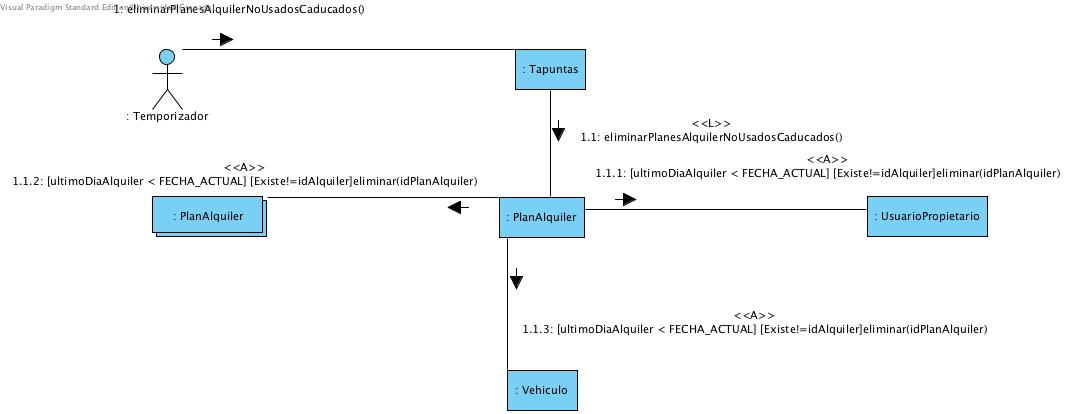 Visual Paradigm Standard Edition
1: eliminarPlanesAlquilerNoUsadosCaducados()
: Tapuntas
: Temporizador
<<L>>
1.1: eliminarPlanesAlquilerNoUsadosCaducados()
<<A>>
1.1.2: [ultimoDiaAlquiler < FECHA_ACTUAL] [Existe!=idAlquiler]eliminar(idPlanAlquiler)
<<A>>
1.1.1: [ultimoDiaAlquiler < FECHA_ACTUAL] [Existe!=idAlquiler]eliminar(idPlanAlquiler)
: PlanAlquiler
: PlanAlquiler
: UsuarioPropietario
<<A>>
1.1.3: [ultimoDiaAlquiler < FECHA_ACTUAL] [Existe!=idAlquiler]eliminar(idPlanAlquiler)
: Vehiculo